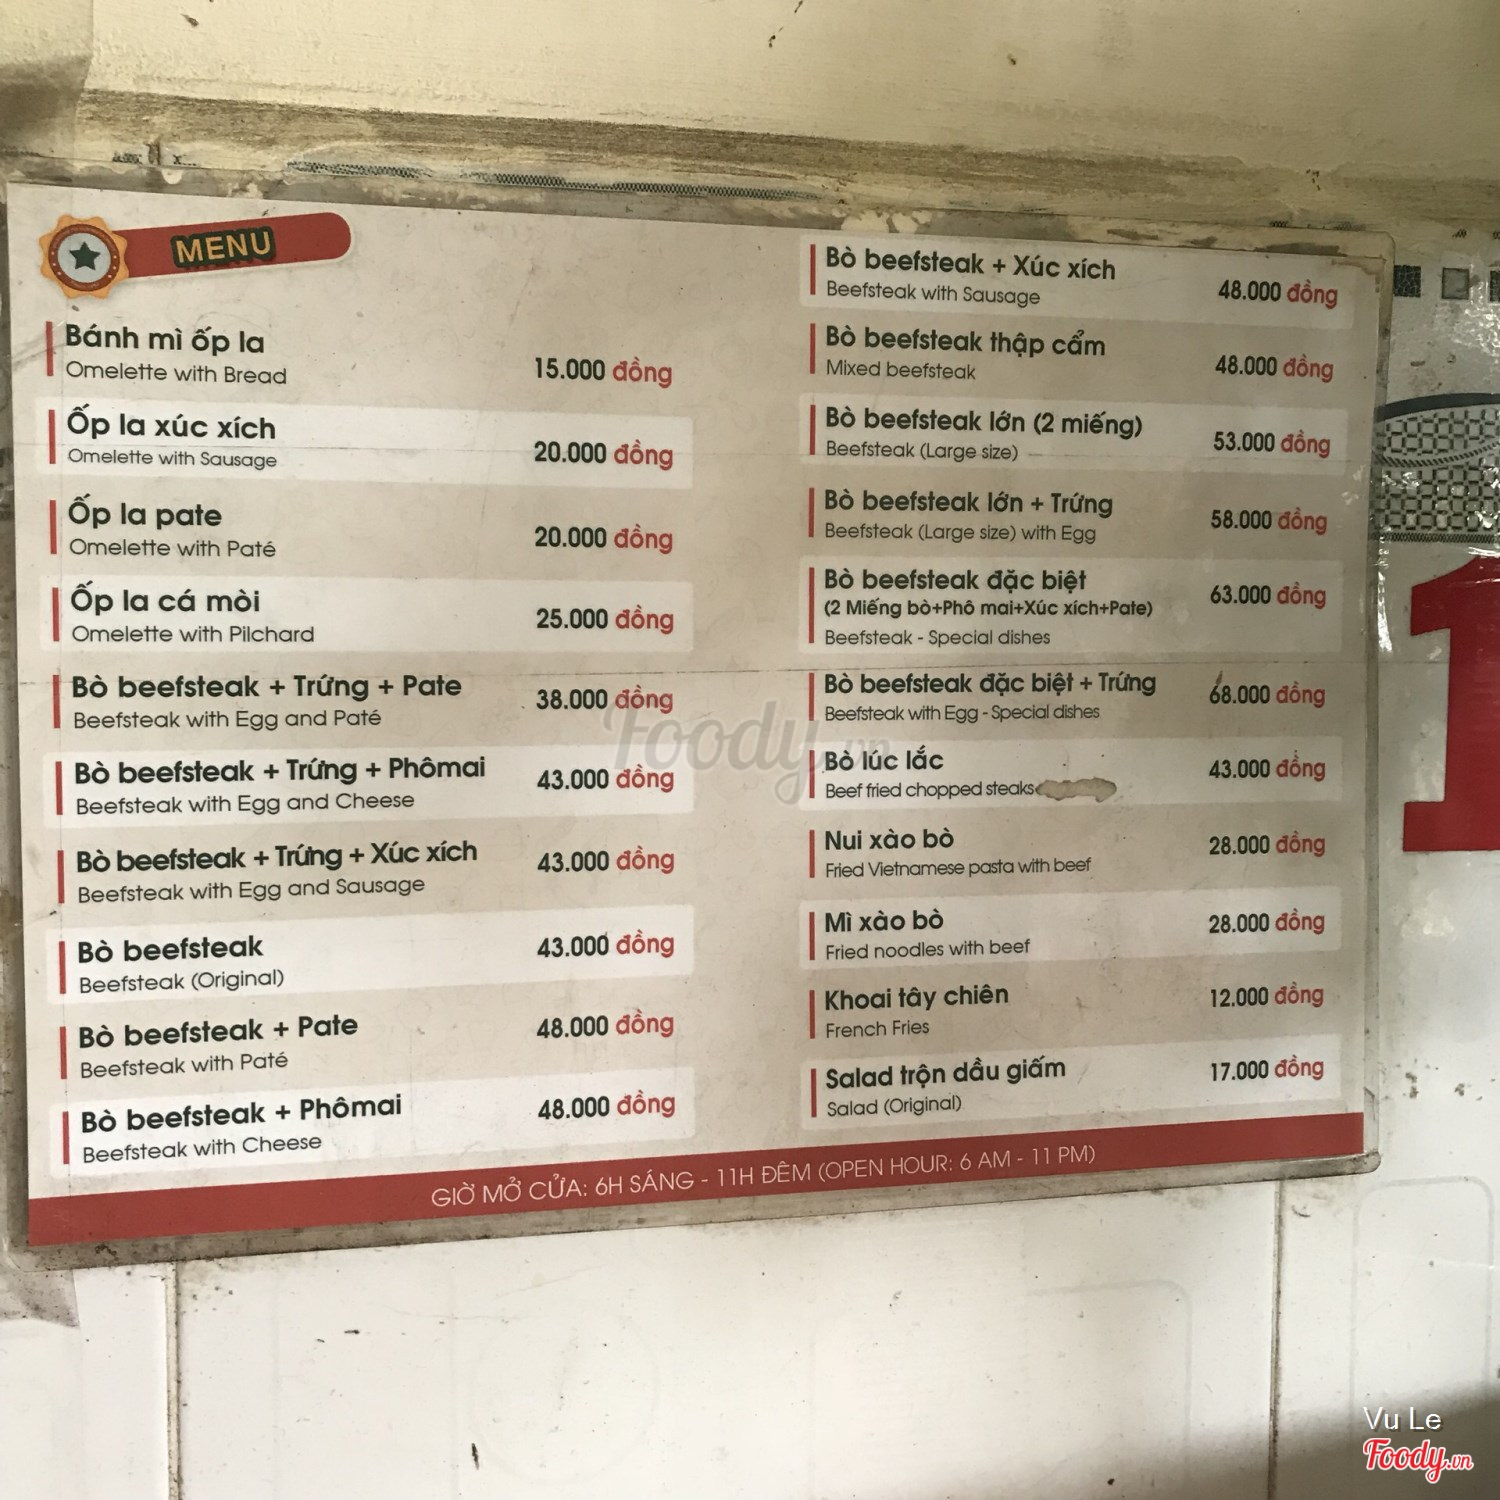 MENU
Bánh mì ốp la
Omelette with Bread
15.000 đồng
Ốp la xúc xích
Omelette with Sausage
20.000 đồng
Ốp la pate
Omelette with Paté
20.000 đồng
Ốp la cá mòi
Omelette with Pilchard
25.000 đồng
Bò beefsteak + Trứng + Pate
Beefsteak with Egg and Paté
38.000 đồng
Bò beefsteak + Trứng + Phômai
Beefsteak with Egg and Cheese
43.000 đồng
Bò beefsteak + Trứng + Xúc xích
Beefsteak with Egg and Sausage
43.000 đồng
Bò beefsteak
Beefsteak (Original)
43.000 đồng
Bò beefsteak + Pate
Beefsteak with Paté
48.000 đồng
Bò beefsteak + Phômai
Beefsteak with Cheese
48.000 đồng
Bò beefsteak + Xúc xích
Beefsteak with Sausage
48.000 đồng
Bò beefsteak thập cẩm
Mixed beefsteak
48.000 đồng
Bò beefsteak lớn (2 miếng)
Beefsteak (Large size)
53.000 đồng
Bò beefsteak lớn + Trứng
Beefsteak (Large size) with Egg
58.000 đồng
Bò beefsteak đặc biệt
(2 Miếng bò+Phô mai+Xúc xích+Pate)
Beefsteak - Special dishes
63.000 đồng
Bò beefsteak đặc biệt + Trứng
Beefsteak with Egg - Special dishes
68.000 đồng
Bò lúc lắc
Beef fried chopped steaks
43.000 đồng
Nui xào bò
Fried Vietnamese pasta with beef
28.000 đồng
Mì xào bò
Fried noodles with beef
28.000 đồng
Khoai tây chiên
French Fries
12.000 đồng
Salad trộn dầu giấm
Salad (Original)
17.000 đồng
GIỜ MỞ CỬA: 6H SÁNG - 11H ĐÊM (OPEN HOUR: 6 AM - 11 PM)
1
Foody.vn
Vu Le
Foody.vn